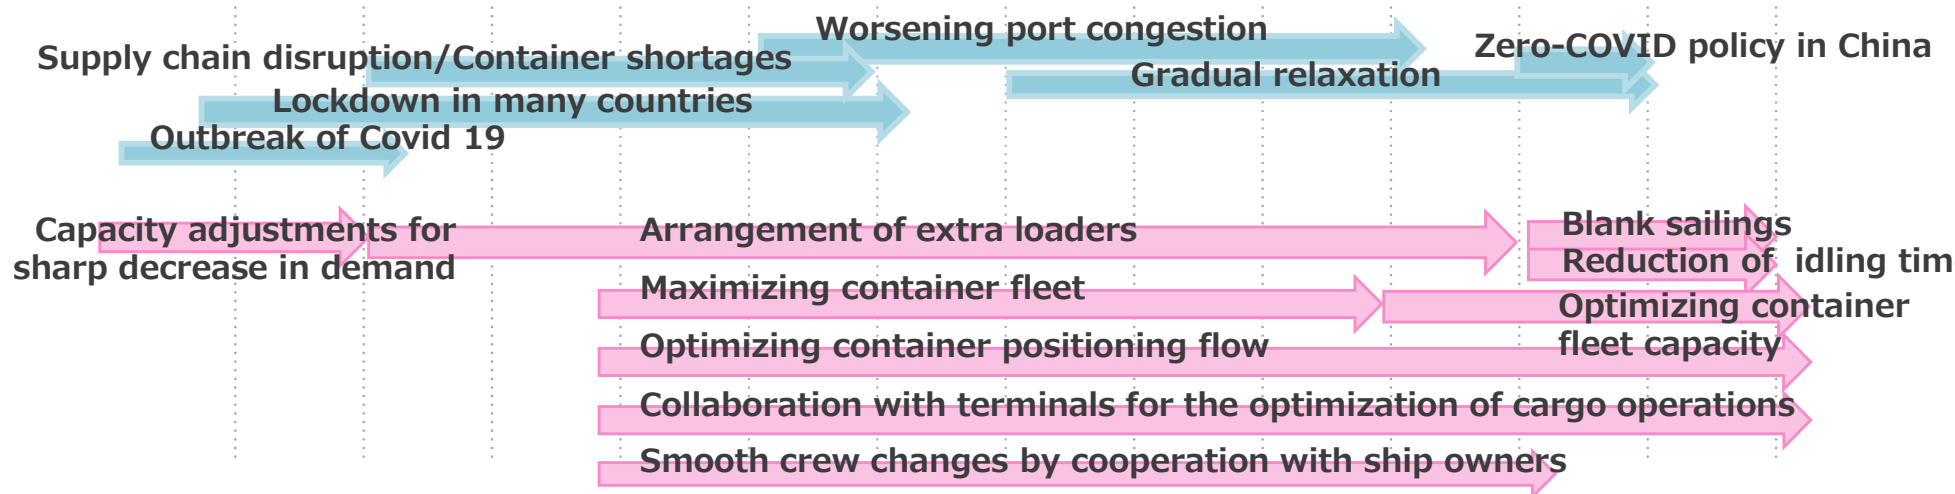 Worsening port congestion
Supply chain disruption/Container shortages
Zero-COVID policy in China
Gradual relaxation
Lockdown in many countries
Outbreak of Covid 19
Capacity adjustments for
sharp decrease in demand
Arrangement of extra loaders
Blank sailings
Reduction of idling tim
Maximizing container fleet
Optimizing container
fleet capacity
Optimizing container positioning flow
Collaboration with terminals for the optimization of cargo operations
Smooth crew changes by cooperation with ship owners